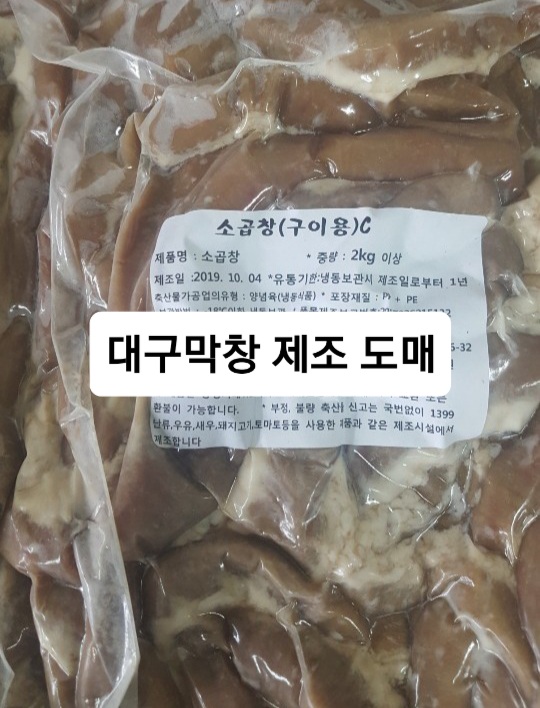 소곱창(구이용)C
제품명 : 소곱창 * 중량 : 2kg 이상
제조일 :2019. 10. 04 *유통기한:냉동보관시 제조일로부터 1년
축산물가공업의유형 : 양념육(냉동식품) * 포장재질 : PE + PE
대구막창 제조 도매
5-32
환불이 가능합니다. * 부정, 불량 축산 신고는 국번없이 1399
난류,우유,새우,돼지고기,토마토등을 사용한 제품과 같은 제조시설에서
제조합니다